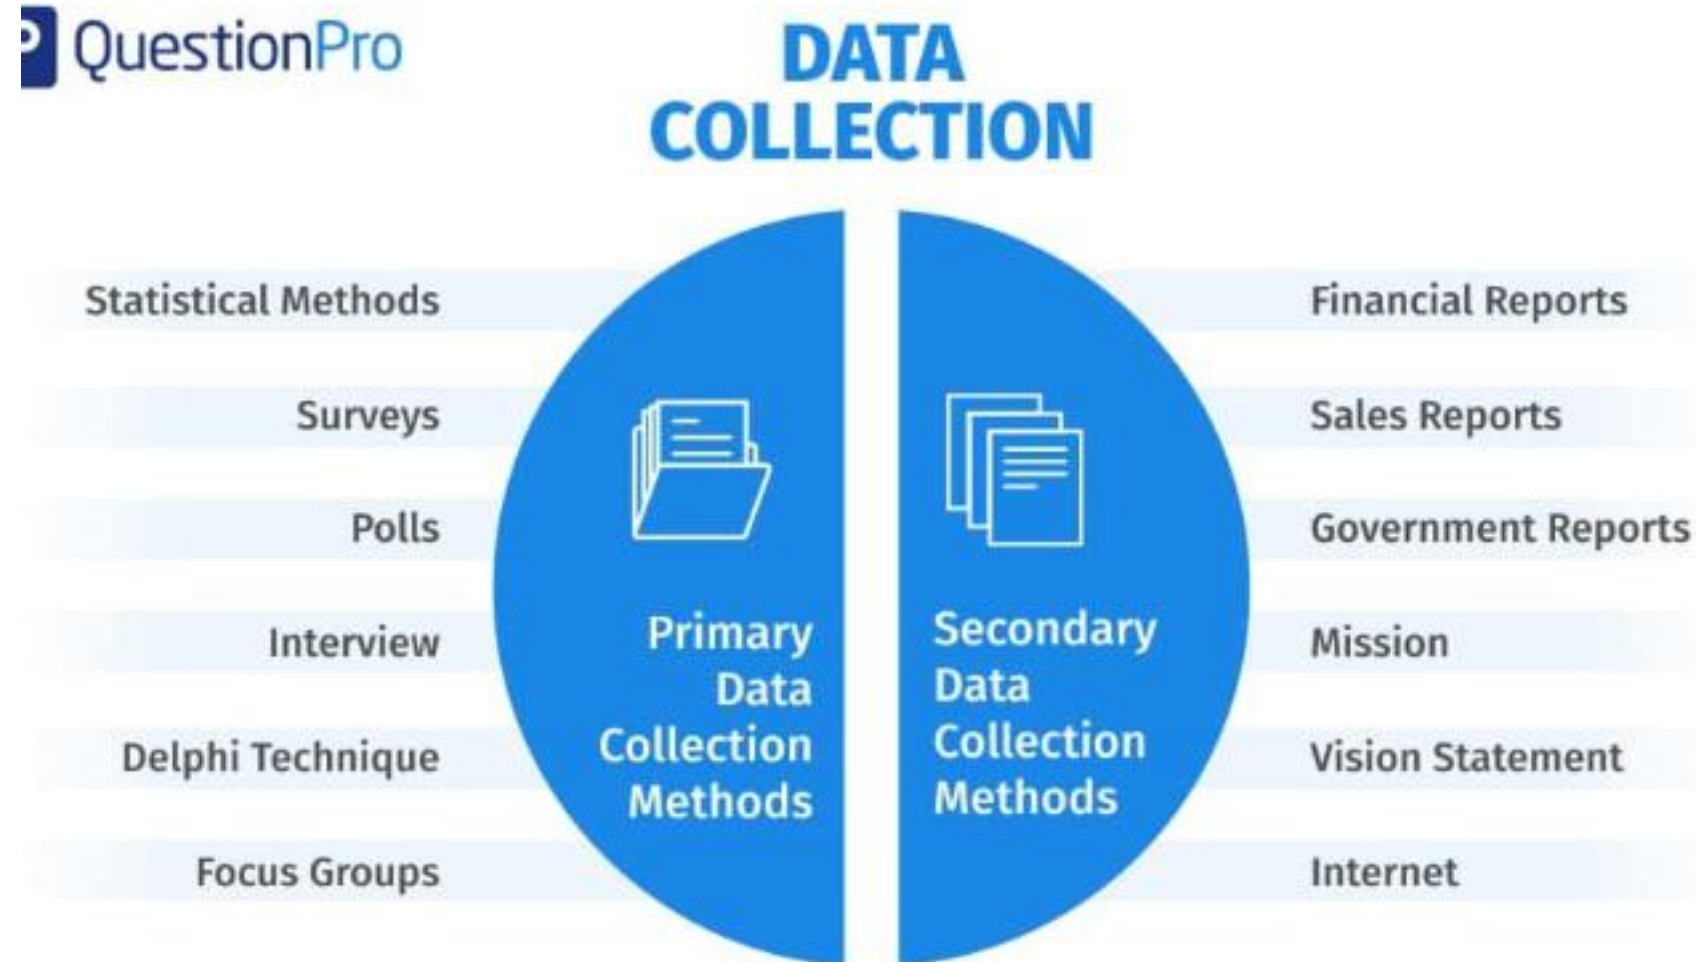 QuestionPro
DATA
COLLECTION
Statistical Methods
Surveys
Polls
Interview
Delphi Technique
Focus Groups
Primary
Data
Collection
Methods
Secondary
Data
Collection
Methods
Financial Reports
Sales Reports
Government Reports
Mission
Vision Statement
Internet